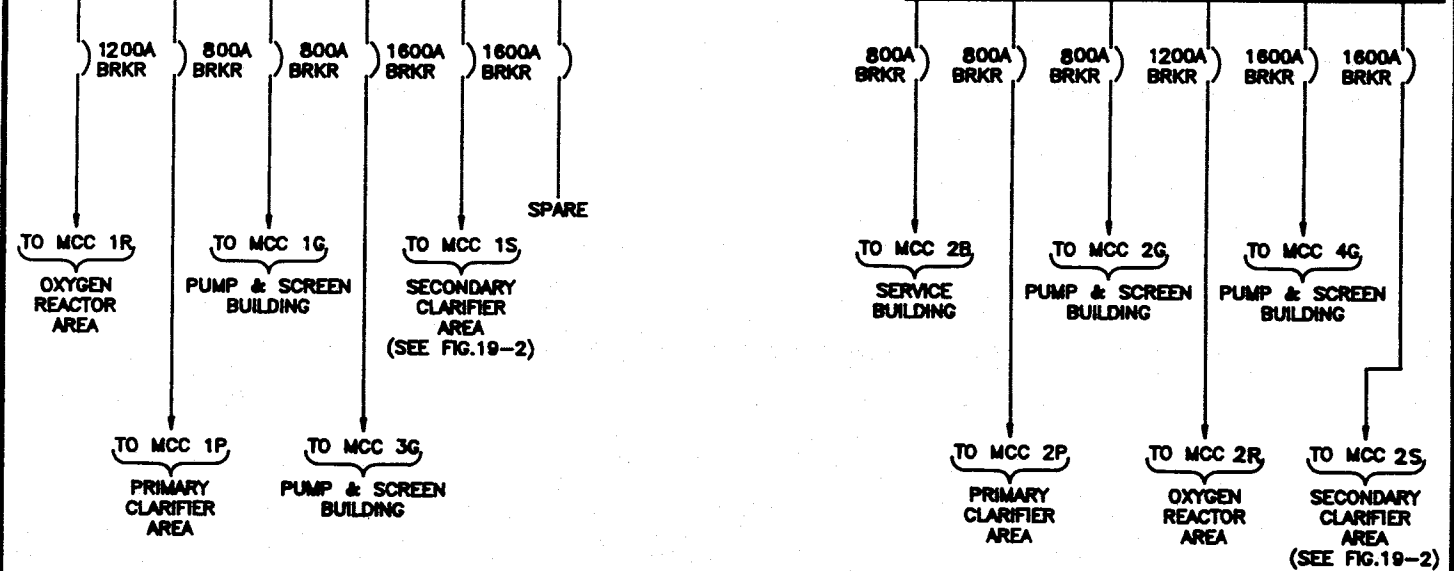 1200A
BRKR
800A
BRKR
800A
BRKR
1600A
BRKR
1600A
BRKR
800A
BRKR
800A
BRKR
800A
BRKR
1200A
BRKR
1600A
BRKR
1600A
BRKR
SPARE
TO MCC 1R
OXYGEN
REACTOR
AREA
TO MCC 1G
PUMP & SCREEN
BUILDING
TO MCC 1S
SECONDARY
CLARIFIER
AREA
(SEE FIG.19-2)
TO MCC 2B
SERVICE
BUILDING
TO MCC 2G
PUMP & SCREEN
BUILDING
TO MCC 4G
PUMP & SCREEN
BUILDING
TO MCC 1P
PRIMARY
CLARIFIER
AREA
TO MCC 3G
PUMP & SCREEN
BUILDING
TO MCC 2P
PRIMARY
CLARIFIER
AREA
TO MCC 2R
OXYGEN
REACTOR
AREA
TO MCC 2S
SECONDARY
CLARIFIER
AREA
(SEE FIG.19-2)